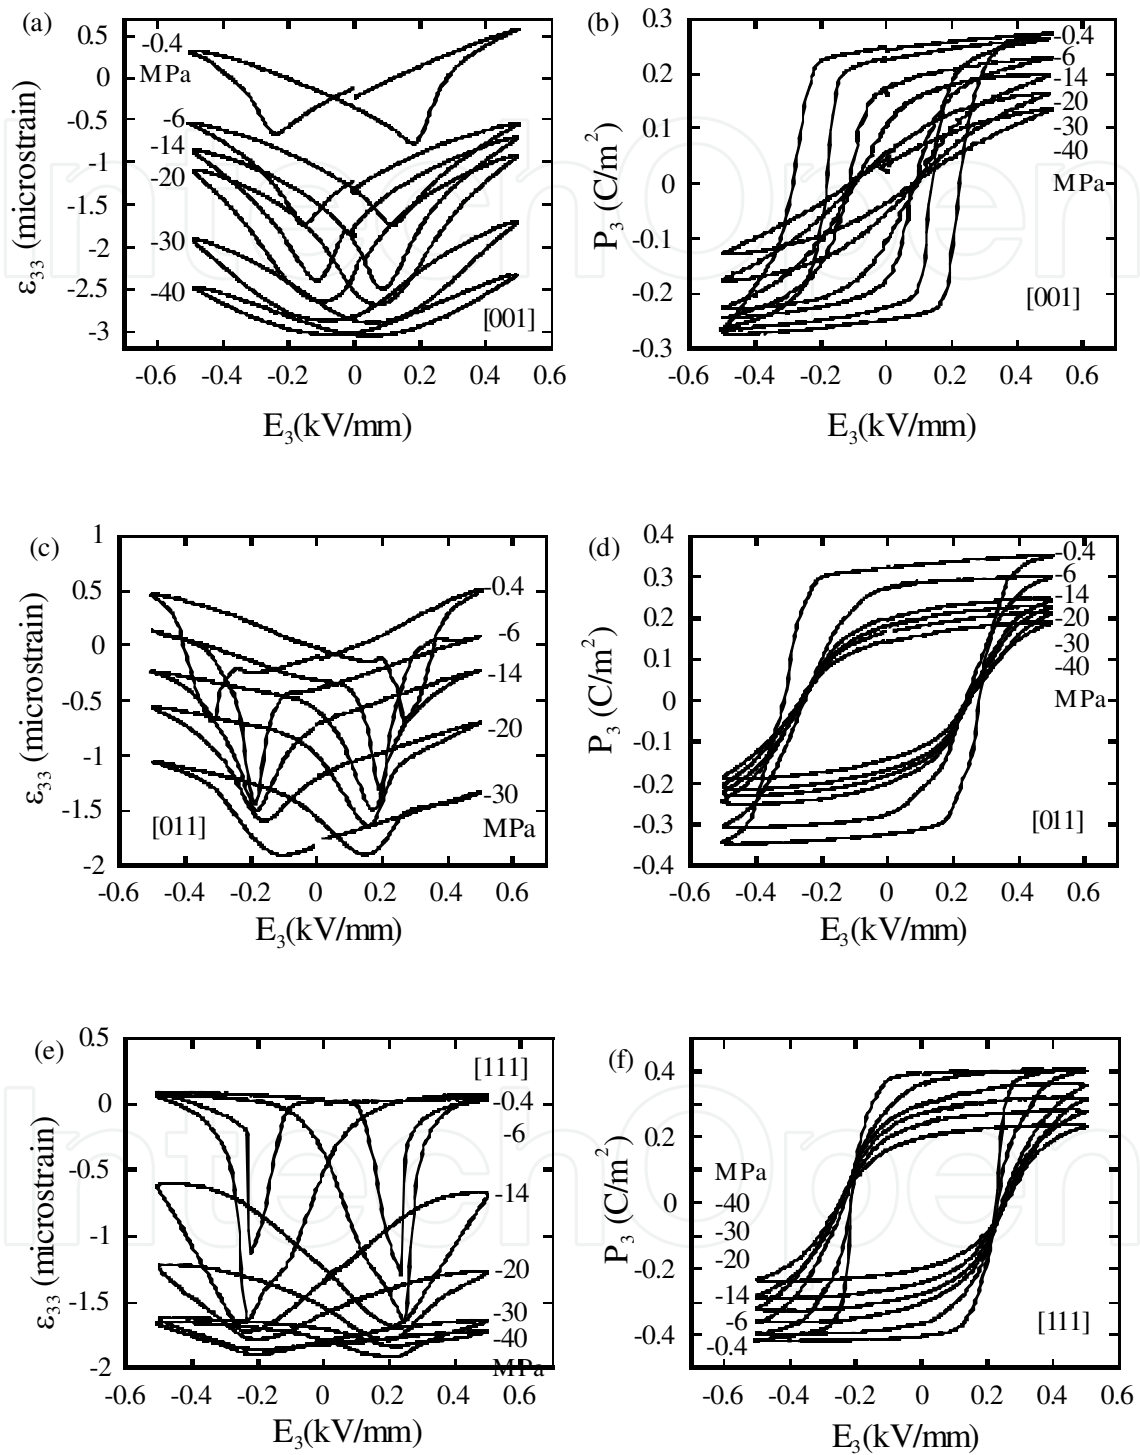 (a)
0.5
0
-0.5
-1
-1.5
-2
-2.5
-3
ε33 (microstrain)
-0.4
MPa
-6
-14
-20
-30
-40
[001]
-0.6 -0.4 -0.2 0 0.2 0.4 0.6
E3(kV/mm)
(b)
0.3
0.2
0.1
0
-0.1
-0.2
-0.3
P3 (C/m2)
-0.4
-6
-14
-20
-30
-40
MPa
[001]
-0.6 -0.4 -0.2 0 0.2 0.4 0.6
E3(kV/mm)
(c)
1
0.5
0
-0.5
-1
-1.5
-2
ε33 (microstrain)
-0.4
-6
-14
-20
-30
MPa
[011]
-0.6 -0.4 -0.2 0 0.2 0.4 0.6
E3(kV/mm)
(d)
0.4
0.3
0.2
0.1
0
-0.1
-0.2
-0.3
-0.4
P3 (C/m2)
-0.4
-6
-14
-20
-30
-40
MPa
[011]
-0.6 -0.4 -0.2 0 0.2 0.4 0.6
E3(kV/mm)
(e)
0.5
0
-0.5
-1
-1.5
-2
ε33 (microstrain)
[111]
-0.4
-6
-14
-20
-30
-40
MPa
-0.6 -0.4 -0.2 0 0.2 0.4 0.6
E3(kV/mm)
(f)
0.4
0.2
0
-0.2
-0.4
P3 (C/m2)
MPa
-40
-30
-20
-14
-6
-0.4
[111]
-0.6 -0.4 -0.2 0 0.2 0.4 0.6
E3(kV/mm)
IntechOpen
IntechOpen